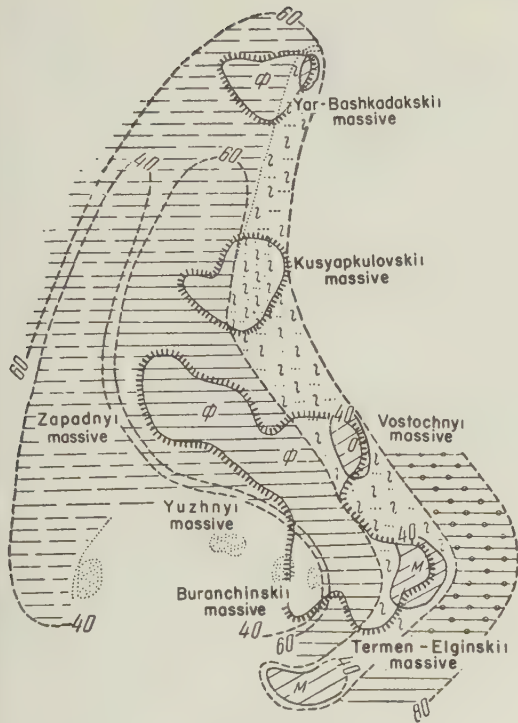 60
Ф
Yar-Bashkadakskii
massive
40
60
Kusyapkulovskii
massive
60
Zapadnyi
massive
Ф
40
Vostochnyi
massive
Ф
Yuzhnyi
massive
40
M
Buranchinskii
massive
40
40
60
Termen-Elginskii
massive
40
M
80